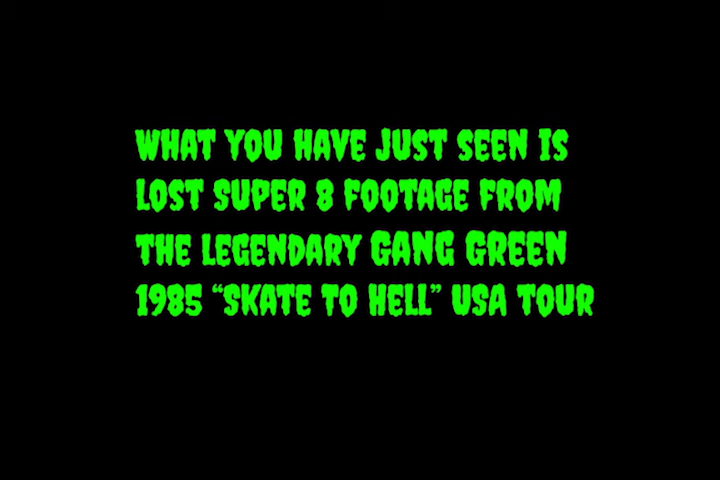 WHAT YOU HAVE JUST SEEN IS
LOST SUPER 8 FOOTAGE FROM
THE LEGENDARY GANG GREEN
1985 “SKATE TO HELL” USA TOUR